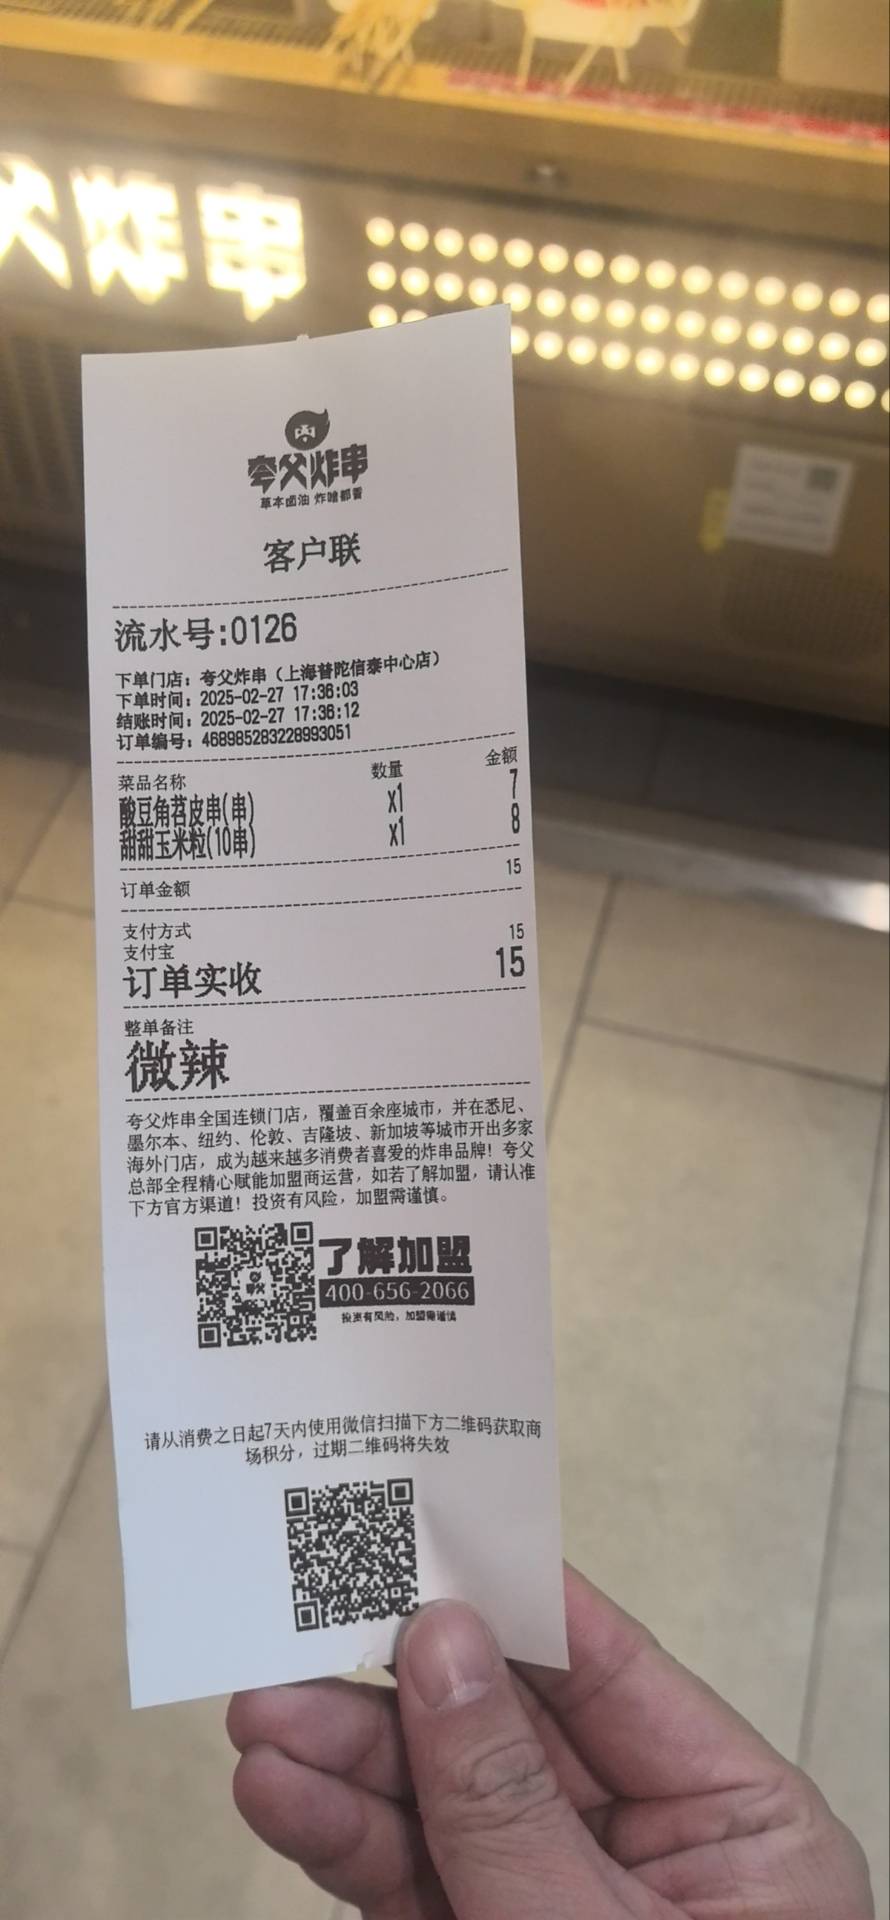 父炸串
夸父炸串
草本卤油 炸啥都香
客户联
流水号:0126
下单门店：夸父炸串（上海普陀信泰中心店）
下单时间：2025-02-27 17:36:03
结账时间：2025-02-27 17:36:12
订单编号：468985283228993051
菜品名称 数量 金额
酸豆角苕皮串(串) x1 7
甜甜玉米粒(10串) x1 8
订单金额 15
支付方式
支付宝 15
订单实收 15
整单备注
微辣
夸父炸串全国连锁门店，覆盖百余座城市，并在悉尼、
墨尔本、纽约、伦敦、吉隆坡、新加坡等城市开出多家
海外门店，成为越来越多消费者喜爱的炸串品牌！夸父
总部全程精心赋能加盟商运营，如若了解加盟，请认准
下方官方渠道！投资有风险，加盟需谨慎。
了解加盟
400-656-2066
投资有风险，加盟需谨慎
请从消费之日起7天内使用微信扫描下方二维码获取商
场积分，过期二维码将失效